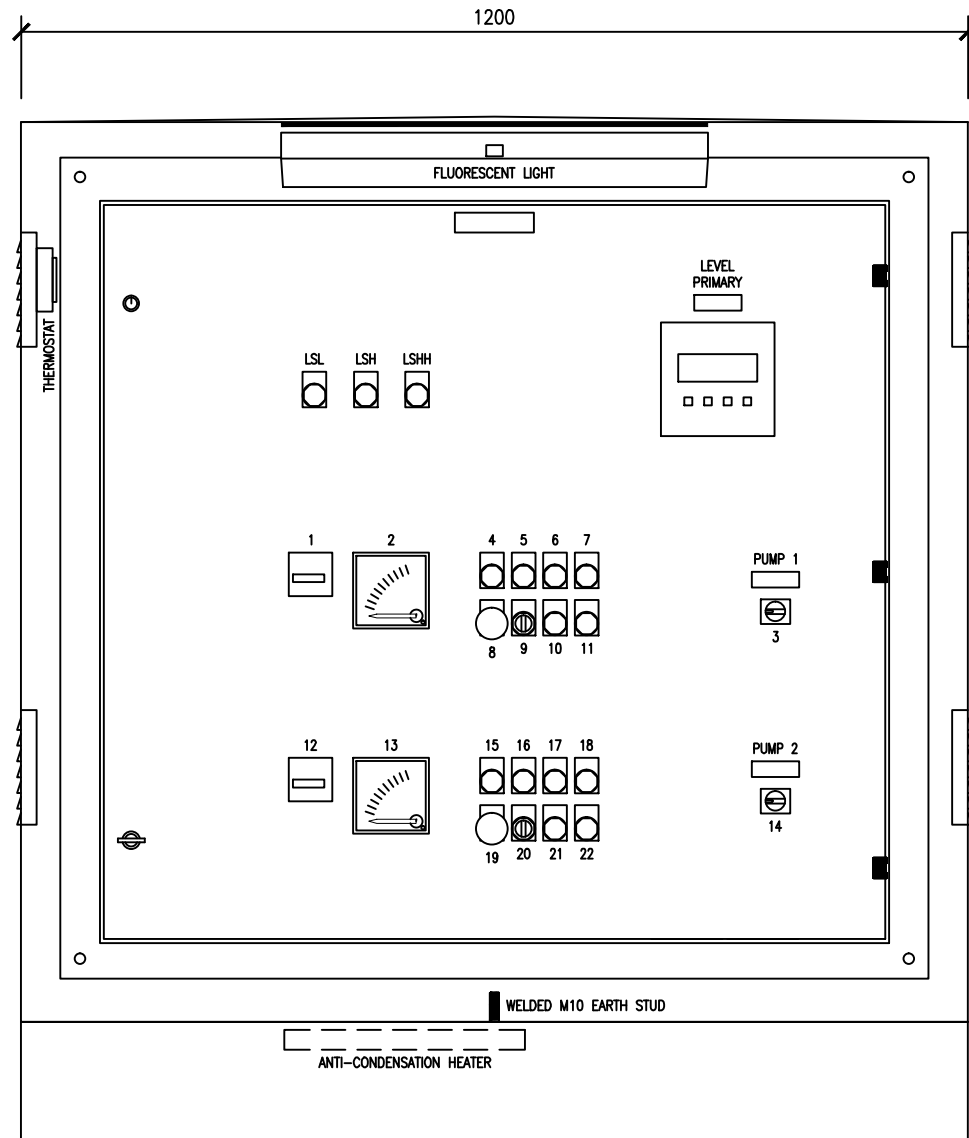 1200
FLUORESCENT LIGHT
LEVEL
PRIMARY
THERMOSTAT
LSL LSH LSHH
1 2 4 5 6 7
PUMP 1
8 9 10 11 3
12 13 15 16 17 18
PUMP 2
19 20 21 22 14
WELDED M10 EARTH STUD
ANTI-CONDENSATION HEATER